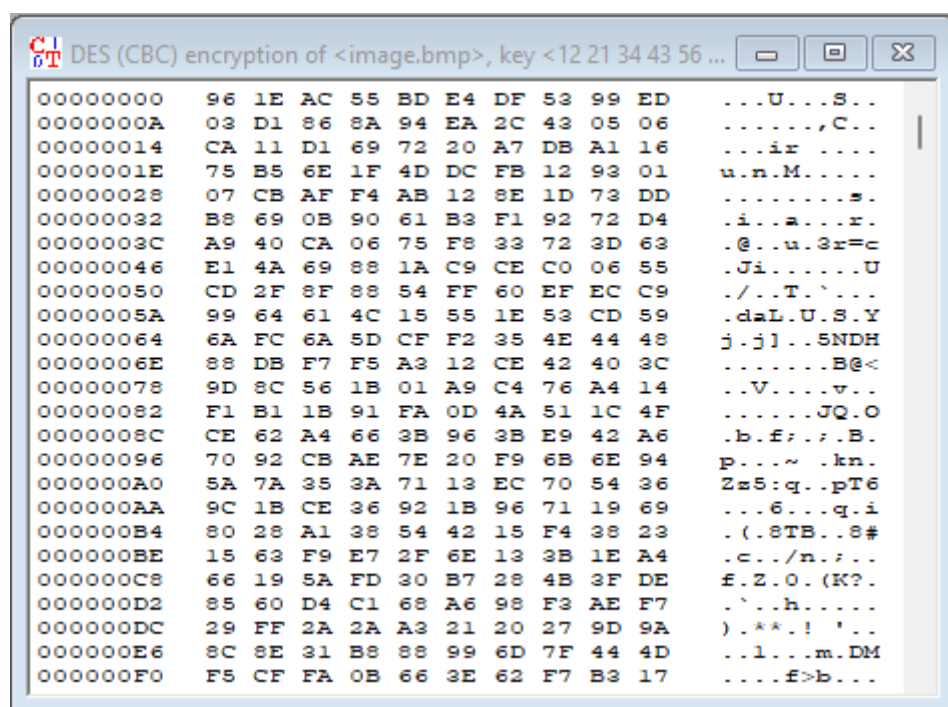 DES (CBC) encryption of <image.bmp>, key <12 21 34 43 56 ...
00000000 96 1E AC 55 BD E4 DF 53 99 ED ...U...S..
0000000A 03 D1 86 8A 94 EA 2C 43 05 06 ......,C..
00000014 CA 11 D1 69 72 20 A7 DB A1 16 ...ir ....
0000001E 75 B5 6E 1F 4D DC FB 12 93 01 u.n.M.....
00000028 07 CB AF F4 AB 12 8E 1D 73 DD ........s.
00000032 B8 69 0B 90 61 B3 F1 92 72 D4 .i..a...r.
0000003C A9 40 CA 06 75 F8 33 72 3D 63 .@..u.3r=c
00000046 E1 4A 69 88 1A C9 CE C0 06 55 .Ji......U
00000050 CD 2F 8F 88 54 FF 60 EF EC C9 ./..T.`...
0000005A 99 64 61 4C 15 55 1E 53 CD 59 .daL.U.S.Y
00000064 6A FC 6A 5D CF F2 35 4E 44 48 j.j]..5NDH
0000006E 88 DB F7 F5 A3 12 CE 42 40 3C .......B@<
00000078 9D 8C 56 1B 01 A9 C4 76 A4 14 ..V....v..
00000082 F1 B1 1B 91 FA 0D 4A 51 1C 4F ......JQ.O
0000008C CE 62 A4 66 3B 96 3B E9 42 A6 .b.f;.;.B.
00000096 70 92 CB AE 7E 20 F9 6B 6E 94 p...~ .kn.
000000A0 5A 7A 35 3A 71 13 EC 70 54 36 Zz5:q..pT6
000000AA 9C 1B CE 36 92 1B 96 71 19 69 ...6...q.i
000000B4 80 28 A1 38 54 42 15 F4 38 23 .(.8TB..8#
000000BE 15 63 F9 E7 2F 6E 13 3B 1E A4 .c../n.;..
000000C8 66 19 5A FD 30 B7 28 4B 3F DE f.Z.0.(K?.
000000D2 85 60 D4 C1 68 A6 98 F3 AE F7 .`..h.....
000000DC 29 FF 2A 2A A3 21 20 27 9D 9A ).**.! '..
000000E6 8C 8E 31 B8 88 99 6D 7F 44 4D ..1...m.DM
000000F0 F5 CF FA 0B 66 3E 62 F7 B3 17 ....f>b...